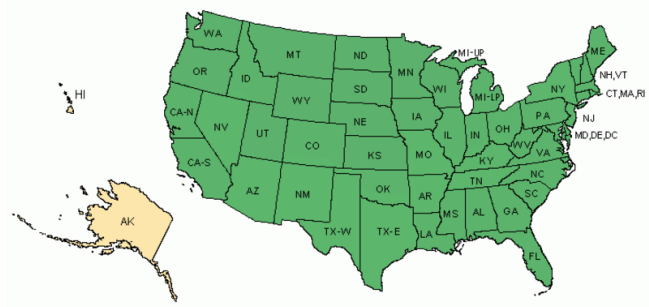 WA
MT
ND
MN
MI-UP
ME
OR
ID
SD
WI
MI-LP
NY
NH,VT
CT,MA,RI
HI
WY
CA-N
NV
UT
CO
NE
IA
IL
IN
OH
PA
NJ
MD,DE,DC
WV
VA
CA-S
KS
MO
KY
NC
TN
SC
AZ
NM
OK
AR
MS
AL
GA
AK
TX-W
TX-E
LA
FL